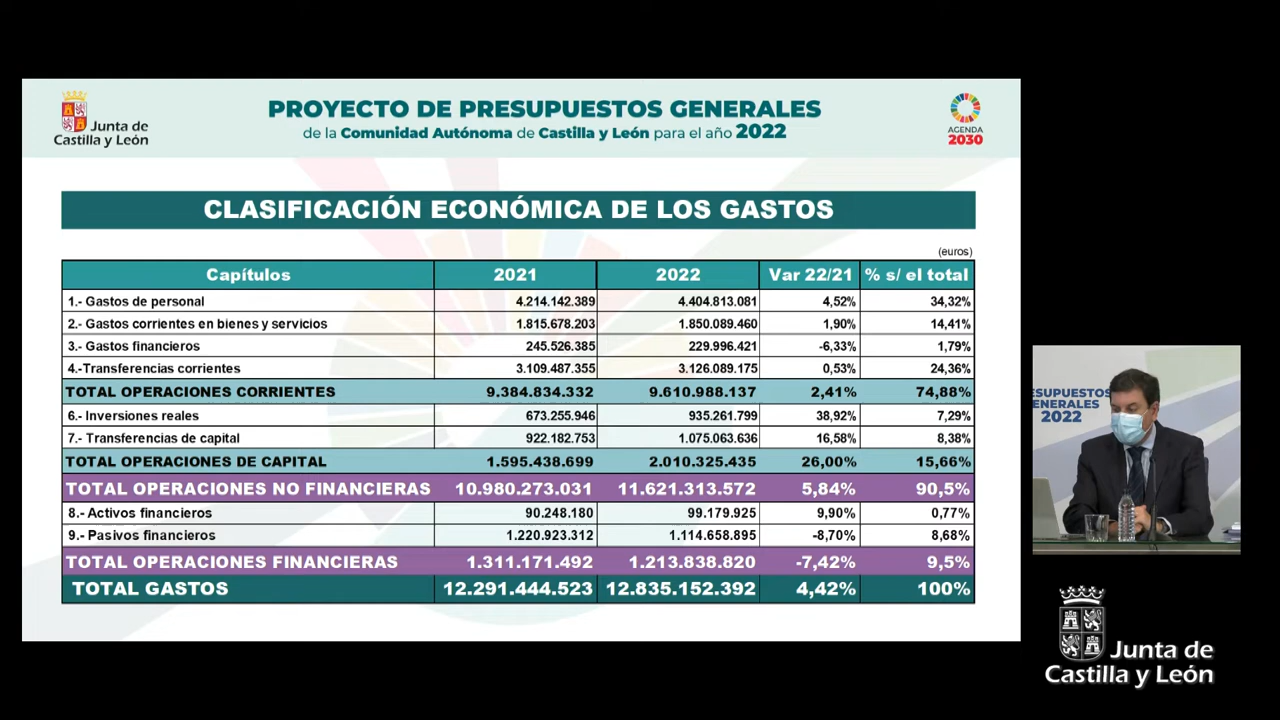 PROYECTO DE PRESUPUESTOS GENERALES
de la Comunidad Autónoma de Castilla y León para el año 2022
Junta de
Castilla y León
AGENDA
2030
CLASIFICACIÓN ECONÓMICA DE LOS GASTOS
(euros)
Capítulos 2021 2022 Var 22/21 % s/ el total
1.- Gastos de personal 4.214.142.389 4.404.813.081 4,52% 34,32%
2.- Gastos corrientes en bienes y servicios 1.815.678.203 1.850.089.460 1,90% 14,41%
3.- Gastos financieros 245.526.385 229.996.421 -6,33% 1,79%
4.-Transferencias corrientes 3.109.487.355 3.126.089.175 0,53% 24,36%
TOTAL OPERACIONES CORRIENTES 9.384.834.332 9.610.988.137 2,41% 74,88%
6.- Inversiones reales 673.255.946 935.261.799 38,92% 7,29%
7.- Transferencias de capital 922.182.753 1.075.063.636 16,58% 8,38%
TOTAL OPERACIONES DE CAPITAL 1.595.438.699 2.010.325.435 26,00% 15,66%
TOTAL OPERACIONES NO FINANCIERAS 10.980.273.031 11.621.313.572 5,84% 90,5%
8.- Activos financieros 90.248.180 99.179.925 9,90% 0,77%
9.- Pasivos financieros 1.220.923.312 1.114.658.895 -8,70% 8,68%
TOTAL OPERACIONES FINANCIERAS 1.311.171.492 1.213.838.820 -7,42% 9,5%
TOTAL GASTOS 12.291.444.523 12.835.152.392 4,42% 100%
ESUPUESTOS
ENERALES
2022
Junta de
Castilla y León